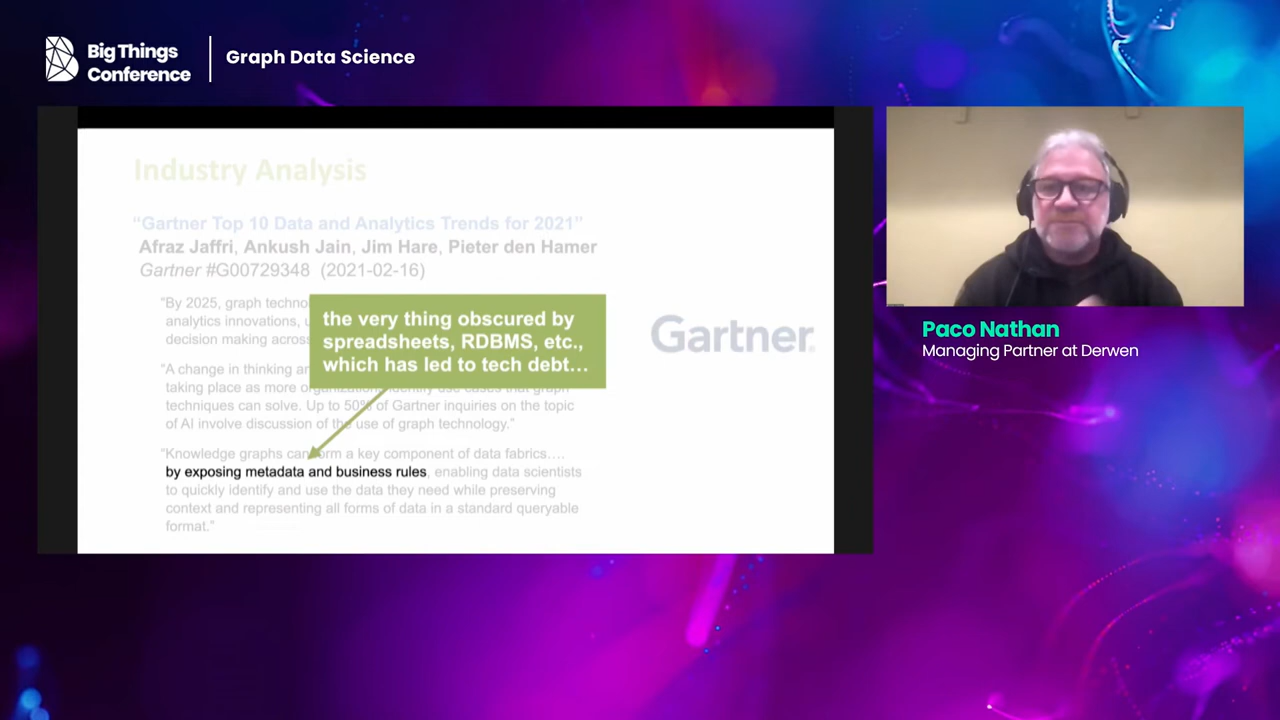 Big Things
Conference
Graph Data Science
Industry Analysis
“Gartner Top 10 Data and Analytics Trends for 2021”
Afraz Jaffri, Ankush Jain, Jim Hare, Pieter den Hamer
Gartner #G00729348 (2021-02-16)
“By 2025, graph
analytics innovations,
decision making
the very thing obscured by
spreadsheets, RDBMS, etc.,
which has led to tech debt…
“A change in thinking
taking place as more organizations identify use cases that graph
techniques can solve. Up to 50% of Gartner inquiries on the topic
of AI involve discussion of the use of graph technology.”
“Knowledge graphs can form a key component of data fabrics….
by exposing metadata and business rules, enabling data scientists
to quickly identify and use the data they need while preserving
context and representing all forms of data in a standard queryable
format.”
Gartner
Paco Nathan
Managing Partner at Derwen